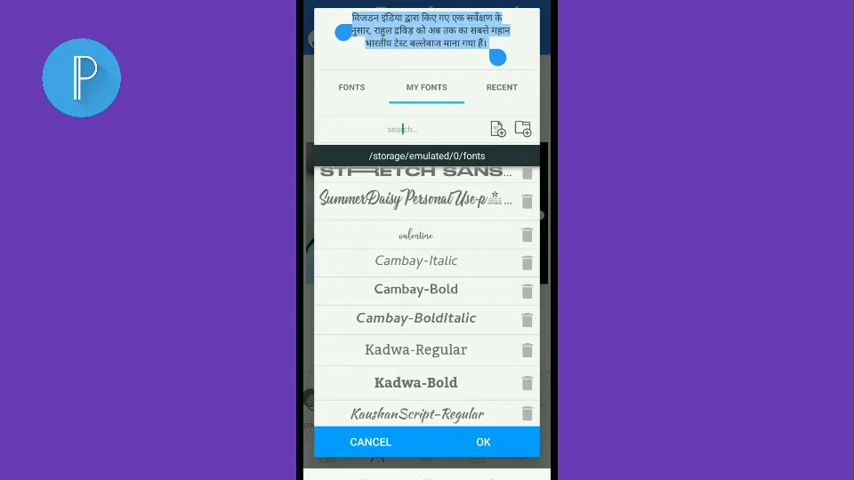 विजडन इंडिया द्वारा किए गए एक सर्वेक्षण के
नुसार, राहुल द्रविड़ को अब तक का सबसे महान
भारतीय टेस्ट बल्लेबाज माना गया हैं।
FONTS
MY FONTS
RECENT
search...
/storage/emulated/0/fonts
STRETCH SANS...
SummerDaisy Personal Use-p...
valentine
Cambay-Italic
Cambay-Bold
Cambay-BoldItalic
Kadwa-Regular
Kadwa-Bold
KaushanScript-Regular
CANCEL
OK